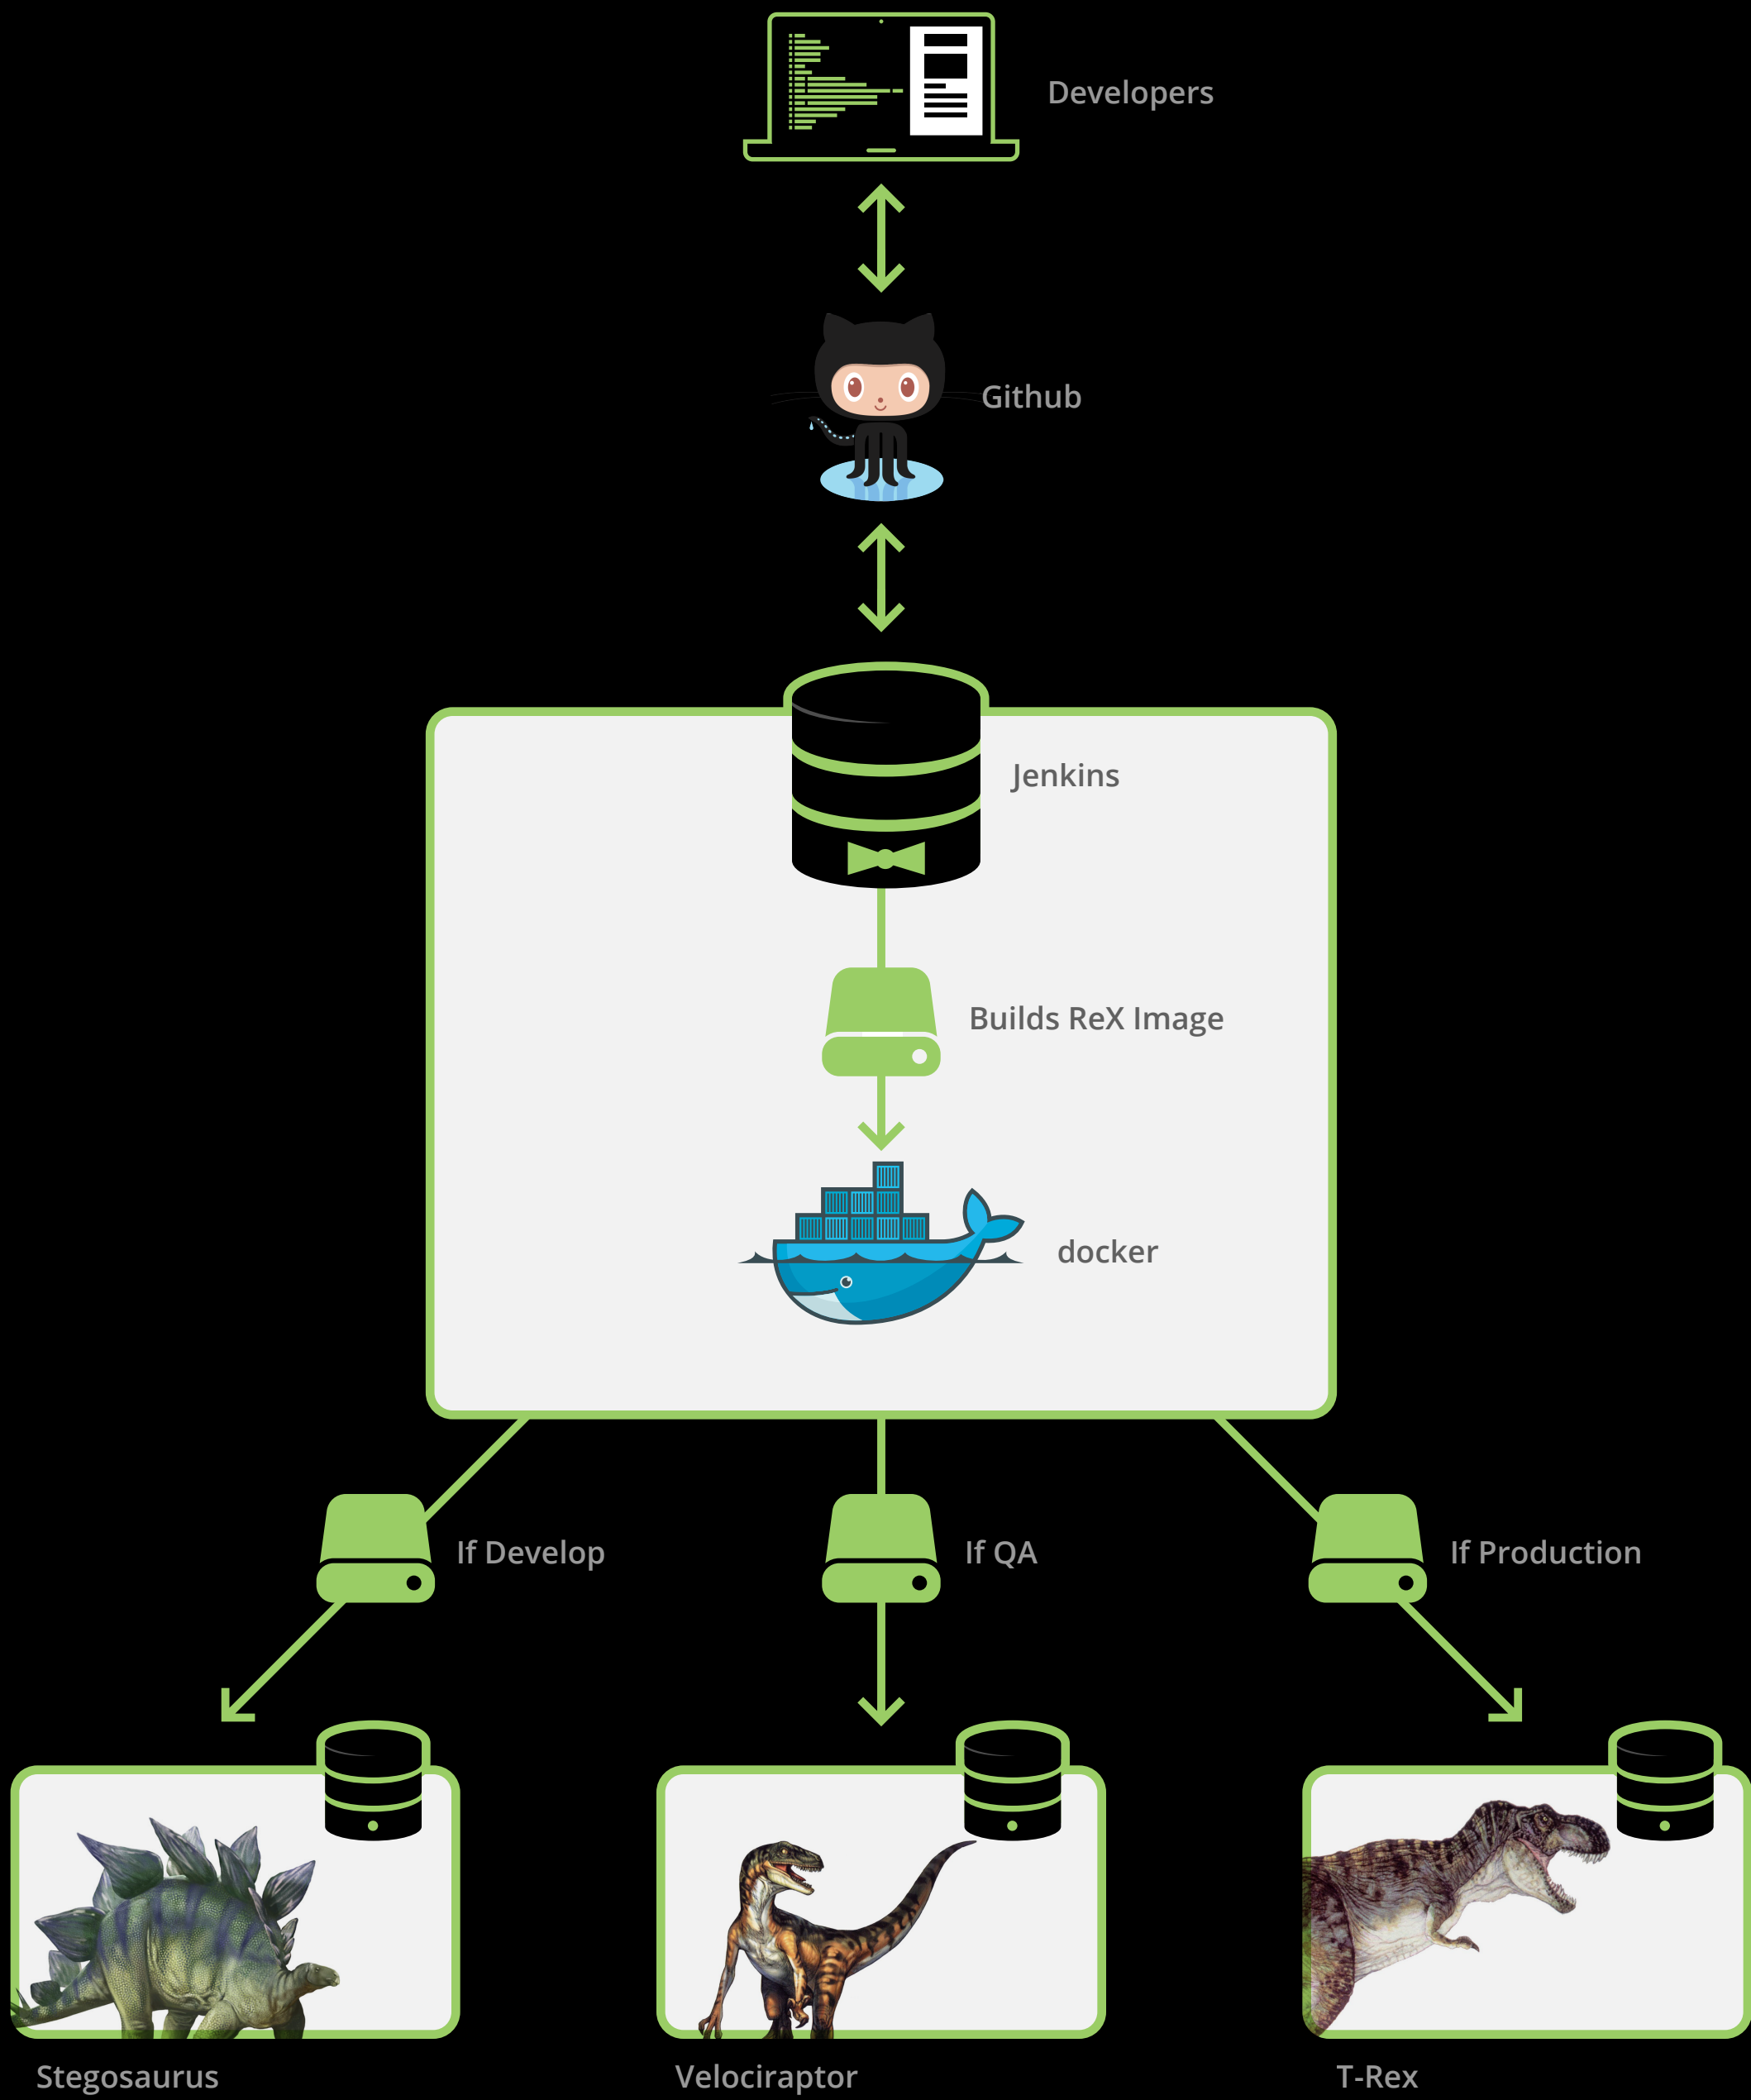 Developers
Github
Jenkins
Builds ReX Image
docker
If Develop
If QA
If Production
Stegosaurus
Velociraptor
T-Rex